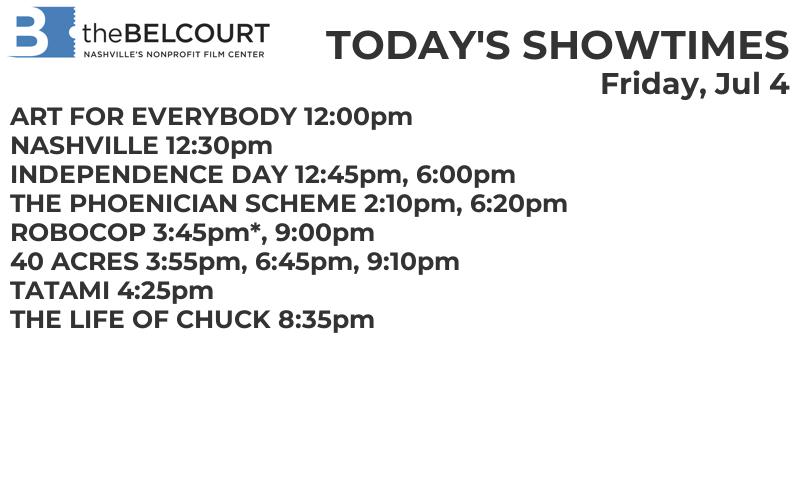 B theBELCOURT
NASHVILLE'S NONPROFIT FILM CENTER
TODAY'S SHOWTIMES
Friday, Jul 4
ART FOR EVERYBODY 12:00pm
NASHVILLE 12:30pm
INDEPENDENCE DAY 12:45pm, 6:00pm
THE PHOENICIAN SCHEME 2:10pm, 6:20pm
ROBOCOP 3:45pm*, 9:00pm
40 ACRES 3:55pm, 6:45pm, 9:10pm
TATAMI 4:25pm
THE LIFE OF CHUCK 8:35pm